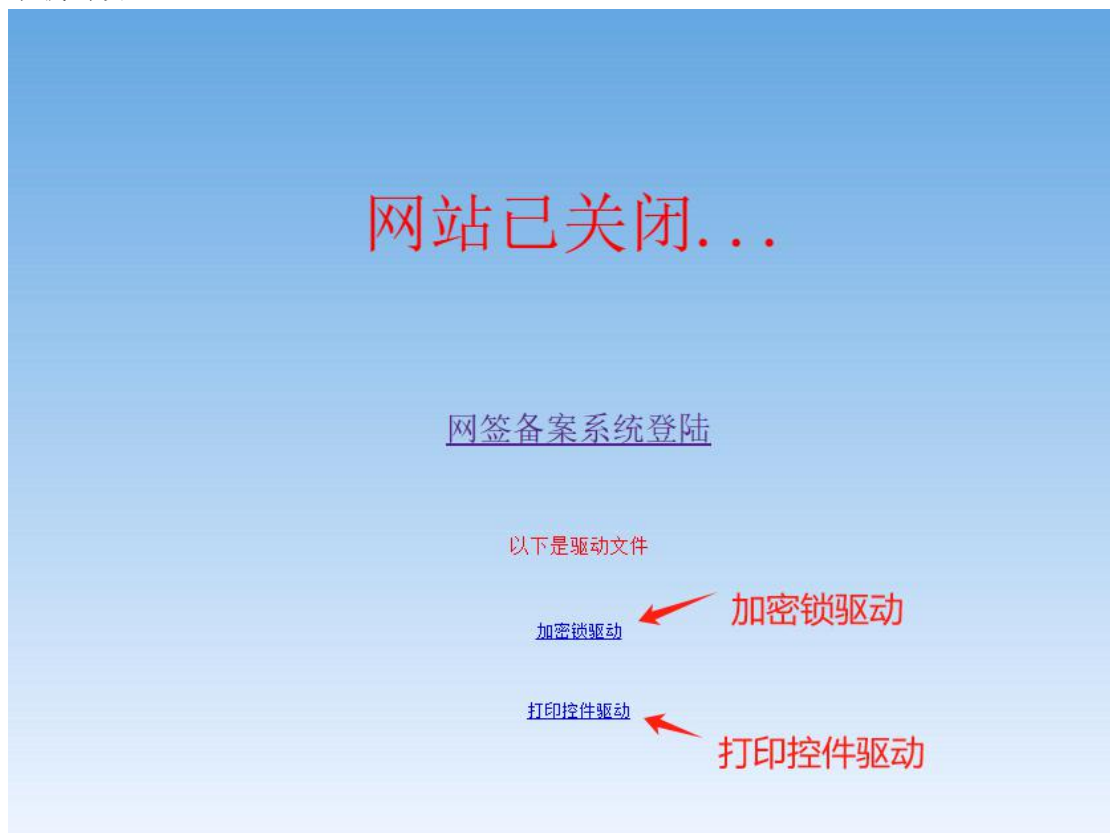 网站已关闭...
网签备案系统登陆
以下是驱动文件
加密锁驱动
加密锁驱动
打印控件驱动
打印控件驱动